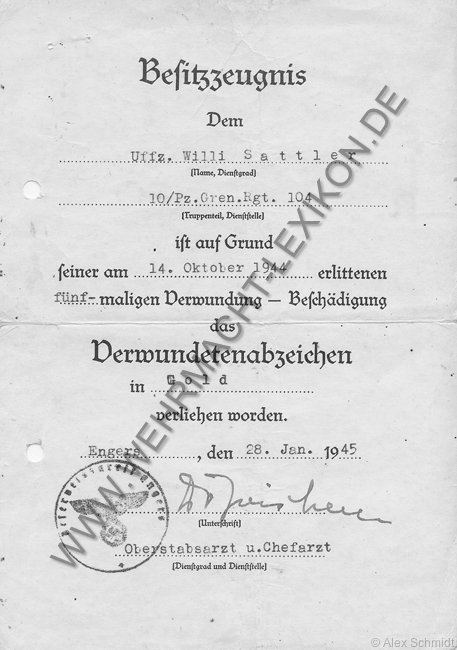 Besitzzeugnis
Dem
Uffz. Willi Sattler
(Name, Dienstgrad)
10/Pz.Gren.Rgt. 104
(Truppenteil, Dienststelle)
ist auf Grund
seiner am 14. Oktober 1944 erlittenen
fünf-maligen Verwundung — Beschädigung
das
Verwundetenabzeichen
in Gold
verliehen worden.
Engers, den 28. Jan. 1945
(Unterschrift)
Oberstabsarzt u.Chefarzt
(Dienstgrad und Dienststelle)
WWW.WEHRMACHT-LEXIKON.DE
© Alex Schmidt